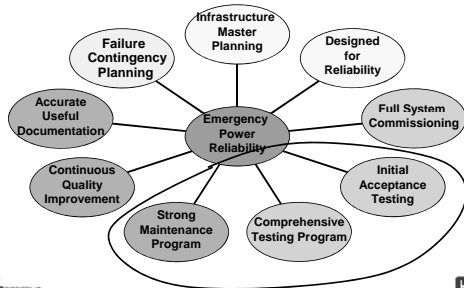 Infrastructure
Master
Planning
Failure
Contingency
Planning
Designed
for
Reliability
Accurate
Useful
Documentation
Emergency
Power
Reliability
Full System
Commissioning
Continuous
Quality
Improvement
Initial
Acceptance
Testing
Strong
Maintenance
Program
Comprehensive
Testing Program